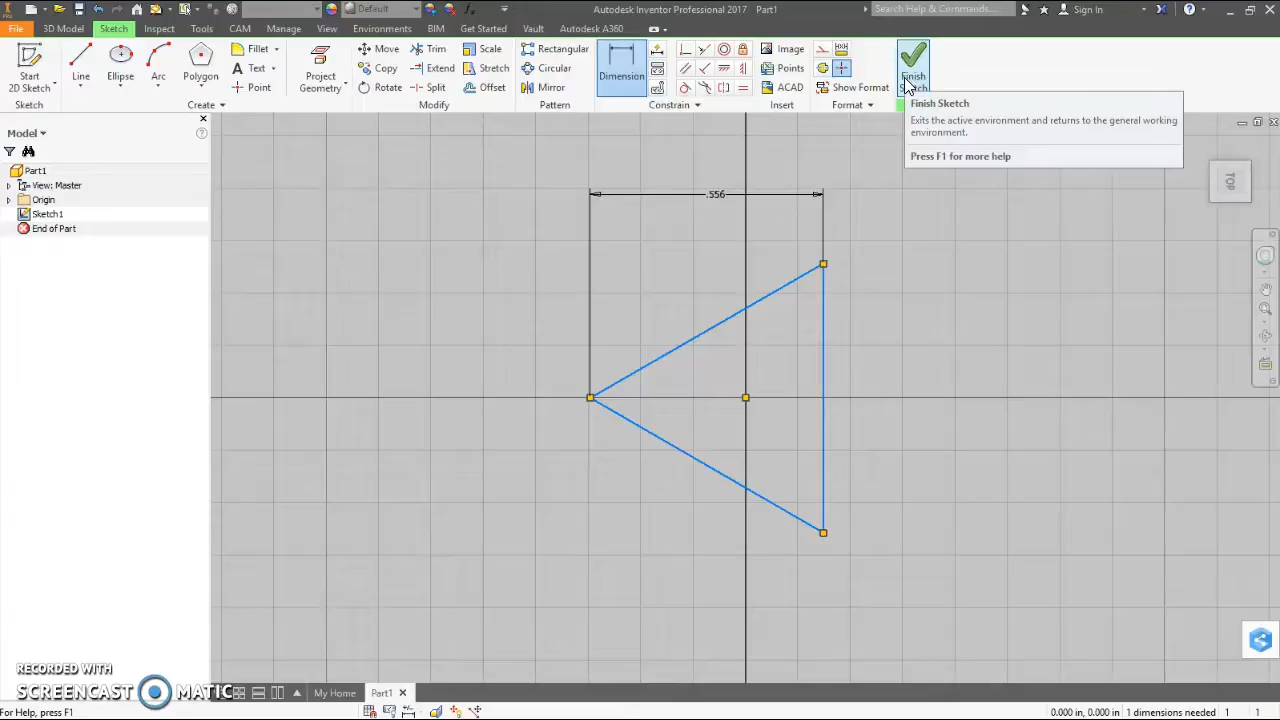 Default
Autodesk Inventor Professional 2017 Part1
Search Help & Commands...
Sign In
File 3D Model Sketch Inspect Tools CAM Manage View Environments BIM Get Started Vault Autodesk A360
Start
2D Sketch
Line
Ellipse
Arc
Polygon
Fillet
Text
Point
Project
Geometry
Move
Copy
Rotate
Trim
Extend
Split
Scale
Stretch
Offset
Rectangular
Circular
Mirror
Dimension
Image
Points
ACAD
Show Format
Finish
Sketch
Sketch Create Modify Pattern Constrain Insert Format
Finish Sketch
Exits the active environment and returns to the general working
environment.
Press F1 for more help
Model
Part1
View: Master
Origin
Sketch1
End of Part
.556
TOP
RECORDED WITH
SCREENCAST MATIC
My Home Part1
For Help, press F1
0.000 in, 0.000 in 1 dimensions needed 1 1